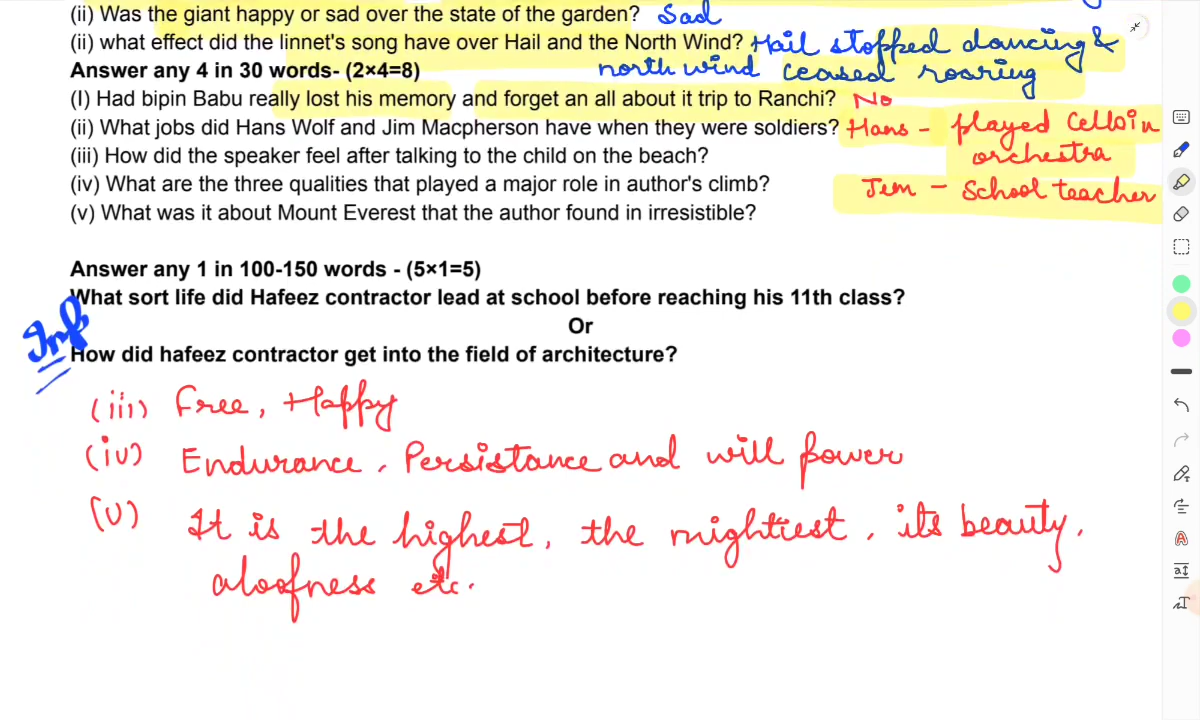 (ii) Was the giant happy or sad over the state of the garden? Sad
(ii) what effect did the linnet's song have over Hail and the North Wind? Hail stopped dancing &
north wind ceased roaring
Answer any 4 in 30 words- (2×4=8)
(I) Had bipin Babu really lost his memory and forget an all about it trip to Ranchi? No
(ii) What jobs did Hans Wolf and Jim Macpherson have when they were soldiers? Hans - played Cello in
orchestra
(iii) How did the speaker feel after talking to the child on the beach?
(iv) What are the three qualities that played a major role in author's climb?
Jem - School teacher
(v) What was it about Mount Everest that the author found in irresistible?
Answer any 1 in 100-150 words - (5×1=5)
What sort life did Hafeez contractor lead at school before reaching his 11th class?
Or
Imp
How did hafeez contractor get into the field of architecture?
(iii) Free, Happy
(iv) Endurance, Persistance and will power
(v) It is the highest, the mightiest, its beauty,
aloofness etc.